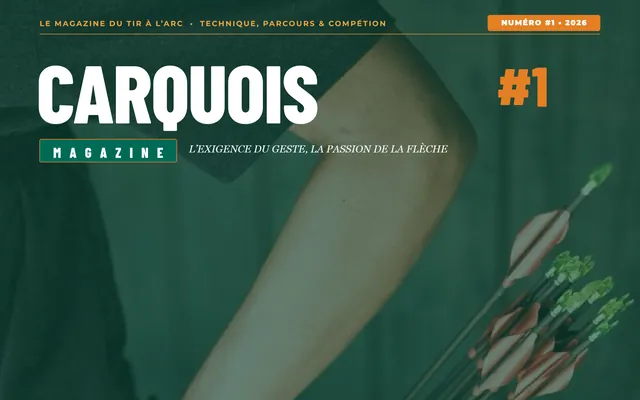 LE MAGAZINE DU TIR À L'ARC • TECHNIQUE, PARCOURS & COMPÉTION
NUMÉRO #1 • 2026
CARQUOIS
#1
MAGAZINE
L'EXIGENCE DU GESTE, LA PASSION DE LA FLÈCHE